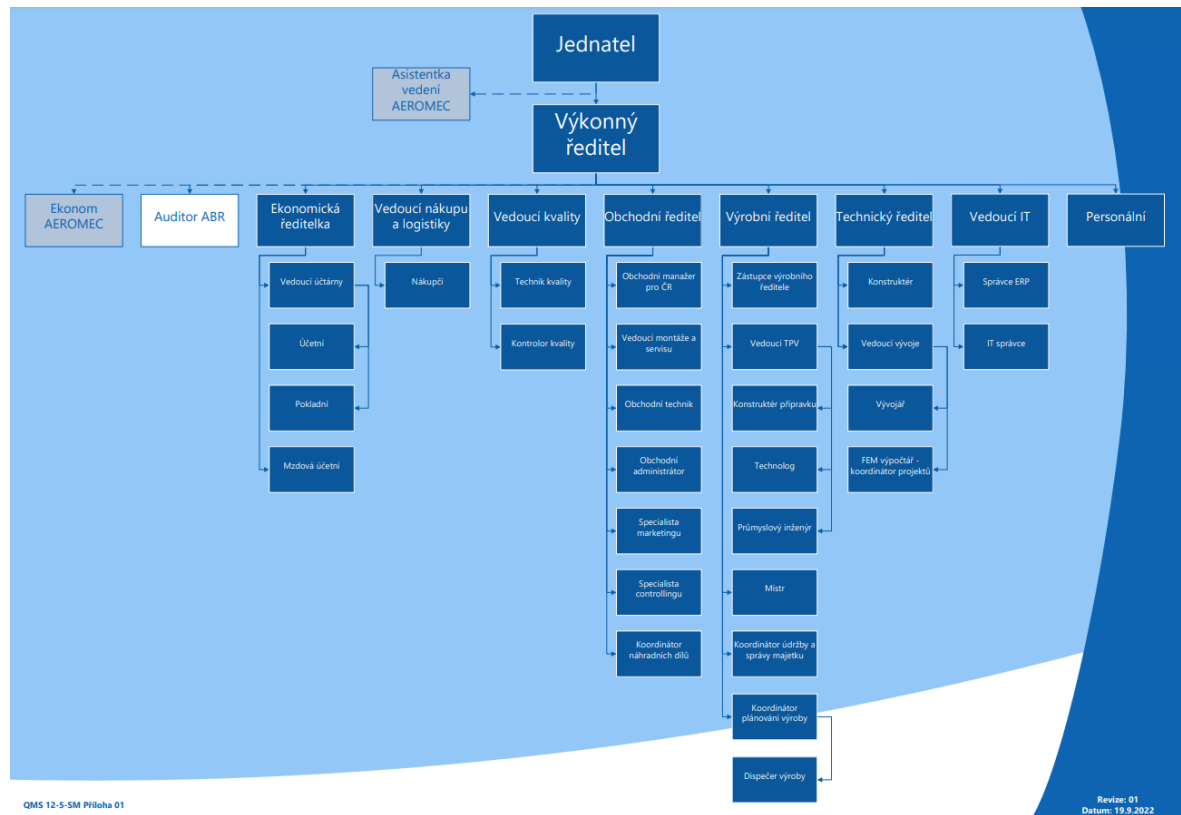 Jednatel
Asistentka
vedení
AEROMEC
Výkonný
ředitel
Ekonom
AEROMEC
Auditor ABR
Ekonomická
ředitelka
Vedoucí nákupu
a logistiky
Vedoucí kvality
Obchodní ředitel
Výrobní ředitel
Technický ředitel
Vedoucí IT
Personální
Vedoucí účtárny
Nákupčí
Technik kvality
Obchodní manažer
pro ČR
Zástupce výrobního
ředitele
Konstruktér
Správce ERP
Účetní
Kontrolor kvality
Vedoucí montáže a
servisu
Vedoucí TPV
Vedoucí vývoje
IT správce
Pokladní
Obchodní technik
Konstruktér přípravku
Vývojář
Mzdová účetní
Obchodní
administrátor
Technolog
FEM výpočtář -
koordinátor projektů
Specialista
marketingu
Průmyslový inženýr
Specialista
controllingu
Mistr
Koordinátor
náhradních dílů
Koordinátor údržby a
správy majetku
Koordinátor
plánování výroby
Dispečer výroby
QMS 12-5-SM Příloha 01
Revize: 01
Datum: 19.9.2022